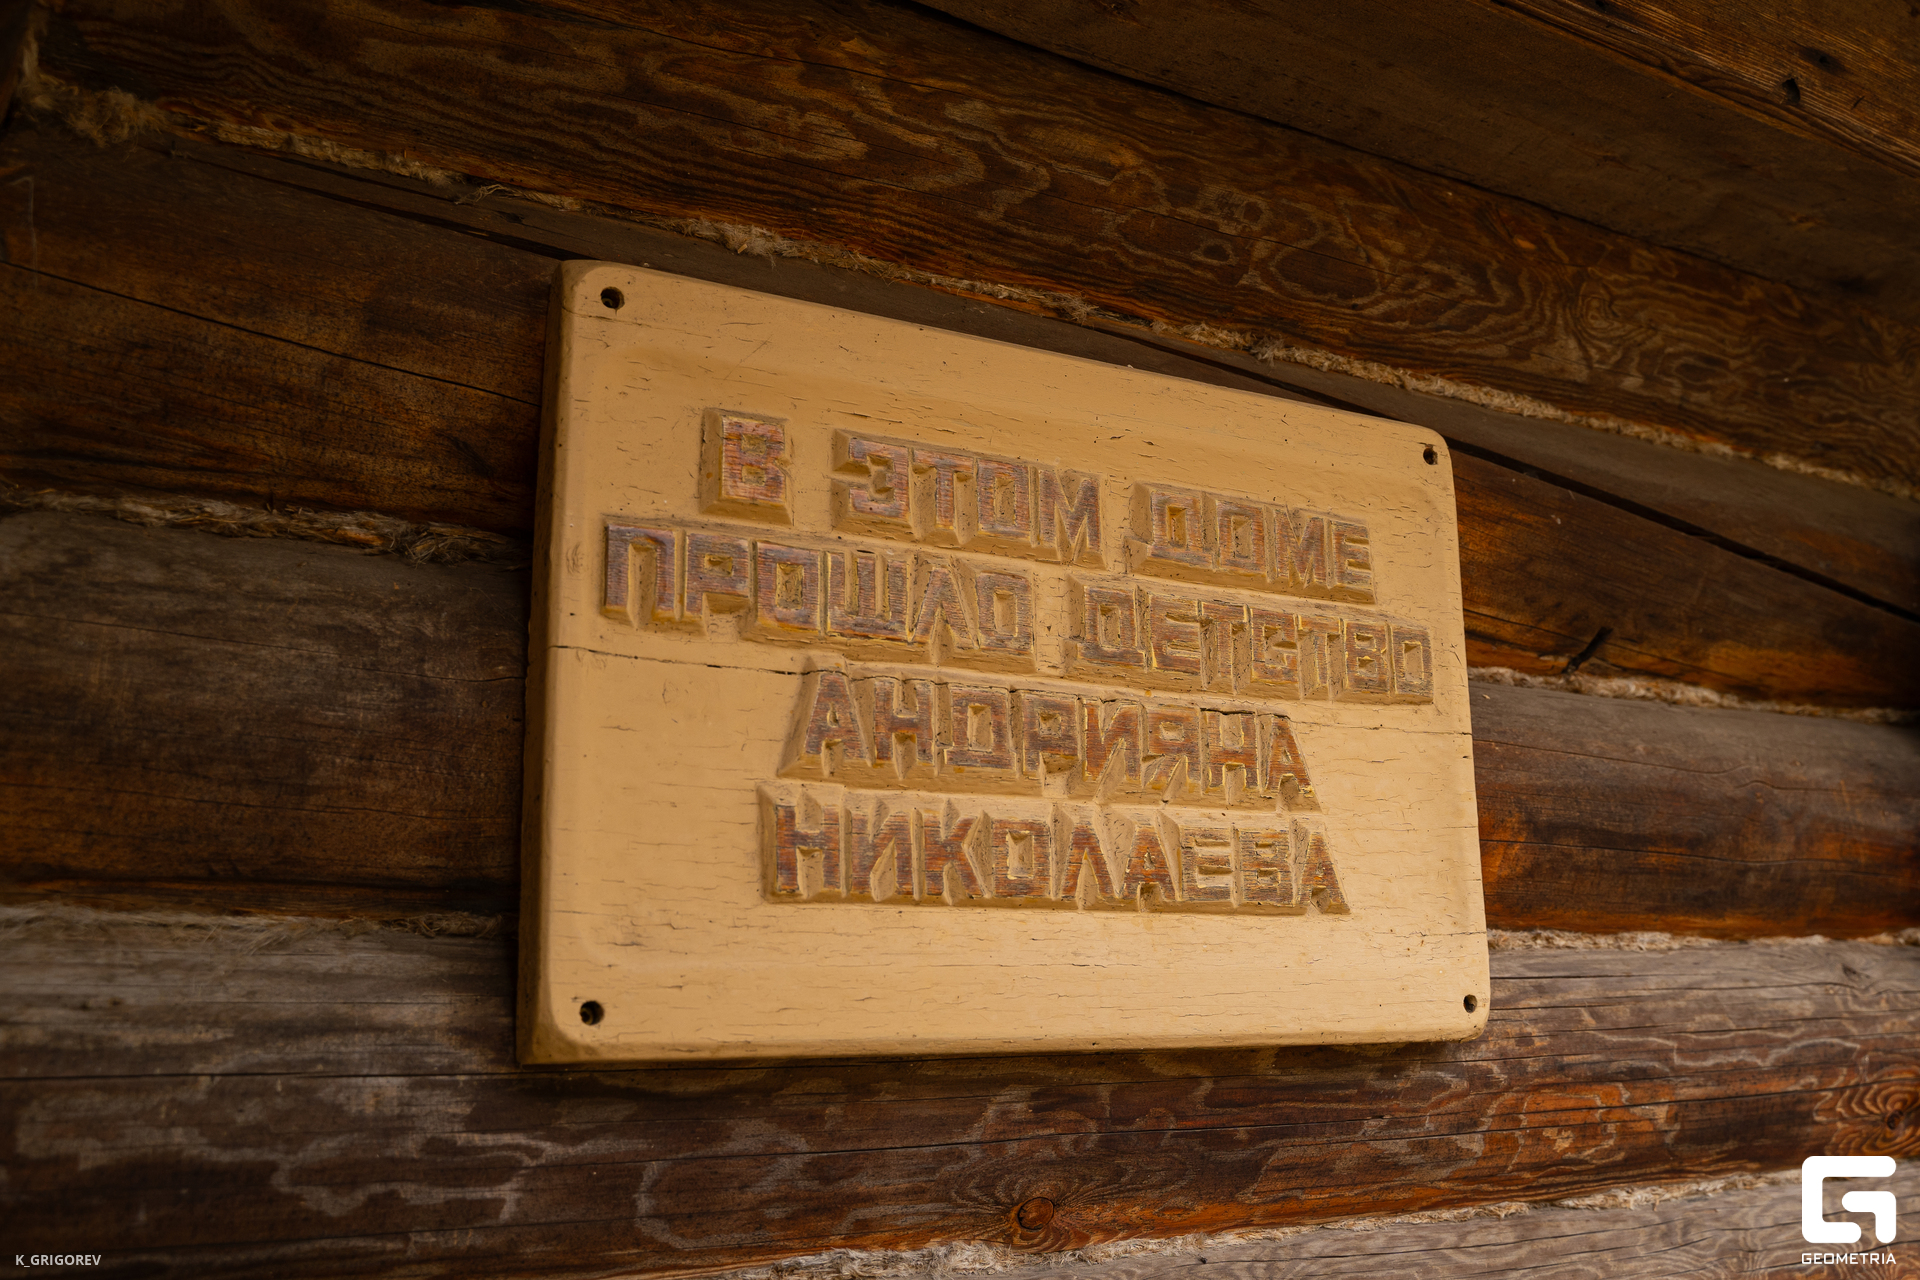 В ЭТОМ ДОМЕ
ПРОШЛО ДЕТСТВО
АНДРИЯНА
НИКОЛАЕВА
K_GRIGOREV
GEOMETRIA